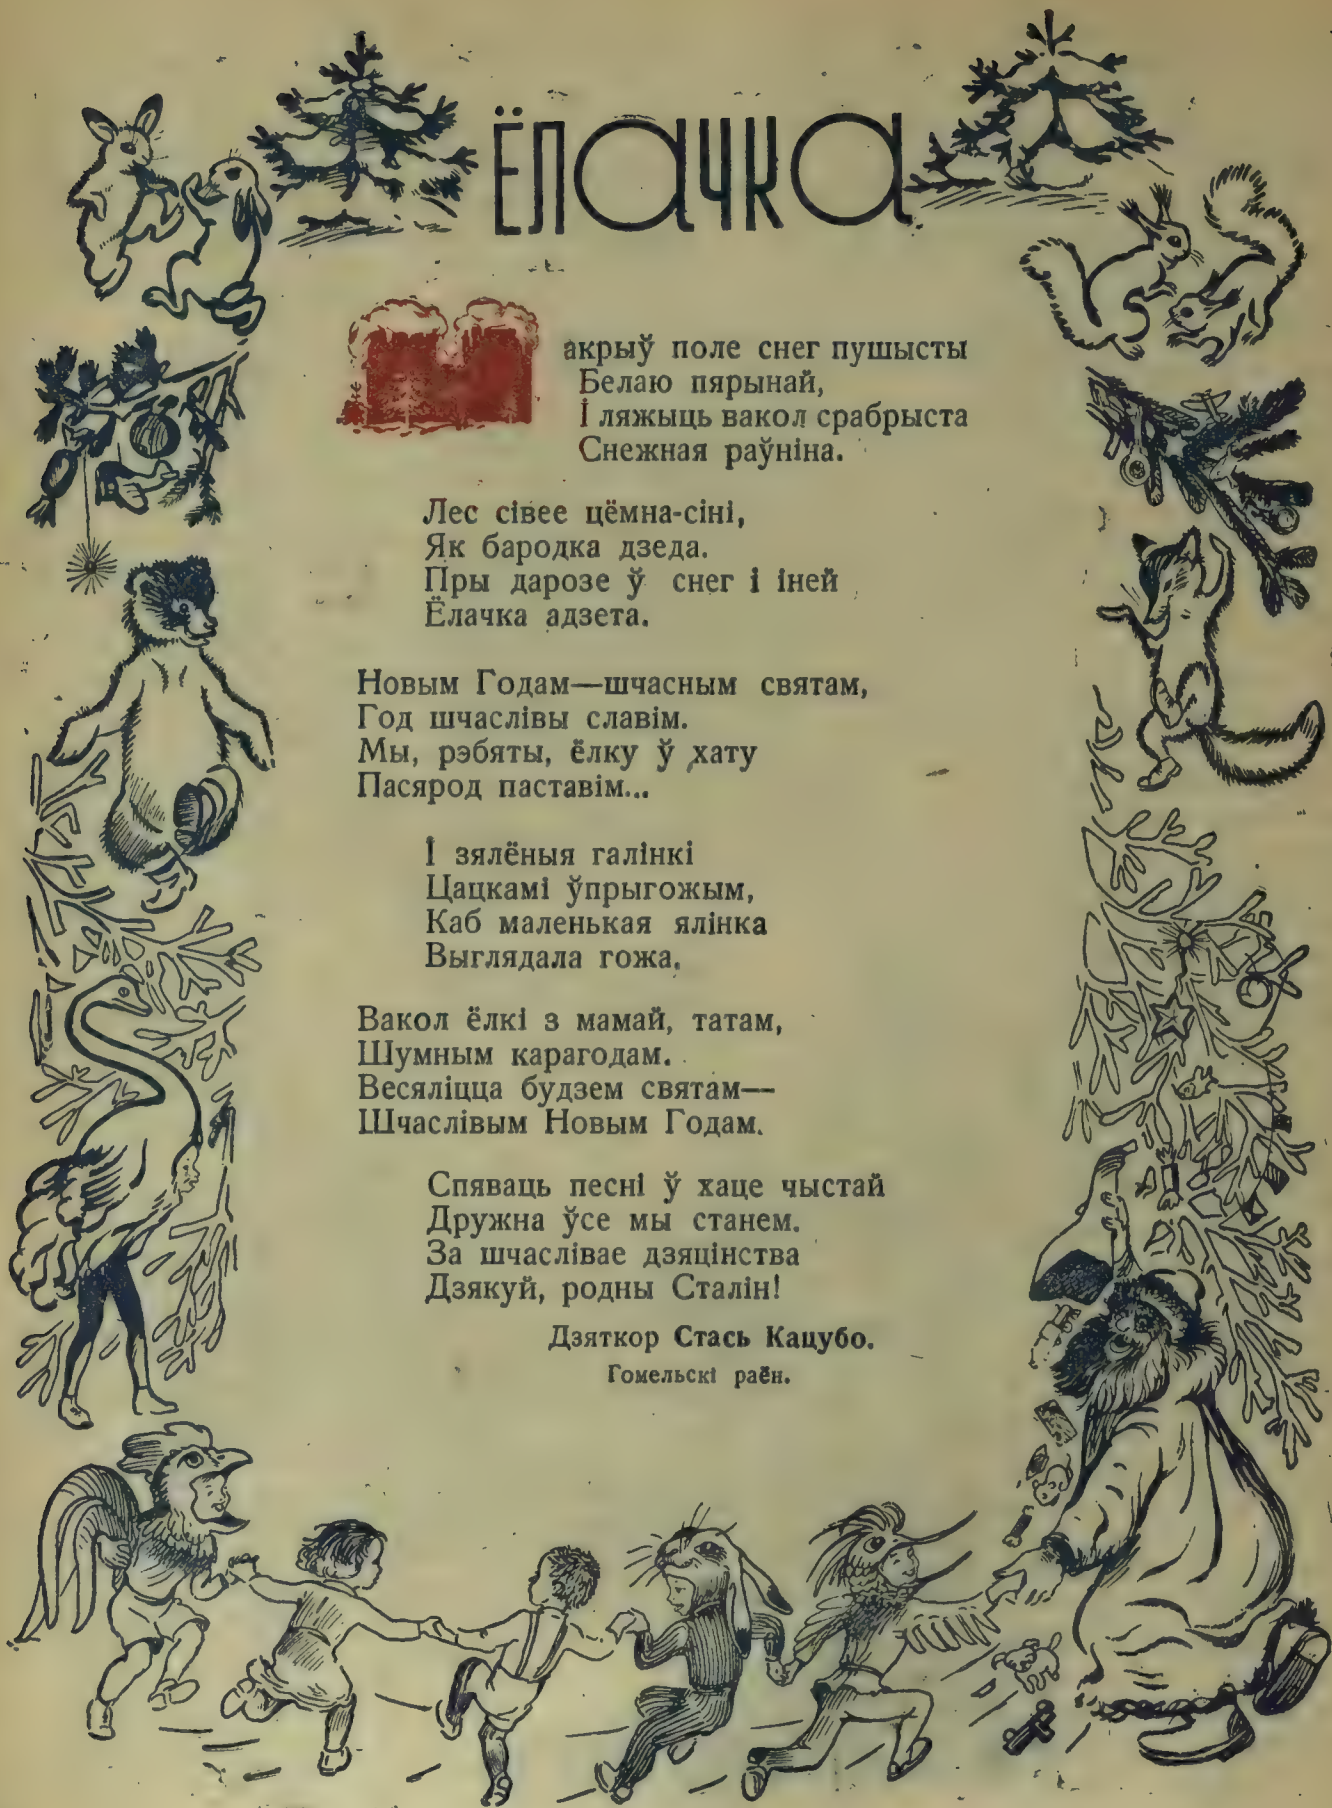 ЁЛАЧКА
Пакрыў поле снег пушысты
Белаю пярынай,
І ляжыць вакол срабрыста
Снежная раўніна.
Лес сівее цёмна-сіні,
Як бародка дзеда.
Пры дарозе ў снег і іней
Ёлачка адзета.
Новым Годам—шчасным святам,
Год шчаслівы славім.
Мы, рэбяты, ёлку ў хату
Пасярод паставім...
І зялёныя галінкі
Цацкамі ўпрыгожым,
Каб маленькая ялінка
Выглядала гожа.
Вакол ёлкі з мамай, татам,
Шумным карагодам.
Весяліцца будзем святам—
Шчаслівым Новым Годам.
Спяваць песні ў хаце чыстай
Дружна ўсе мы станем.
За шчаслівае дзяцінства
Дзякуй, родны Сталін!
Дзяткор Стась Кацубо.
Гомельскі раён.